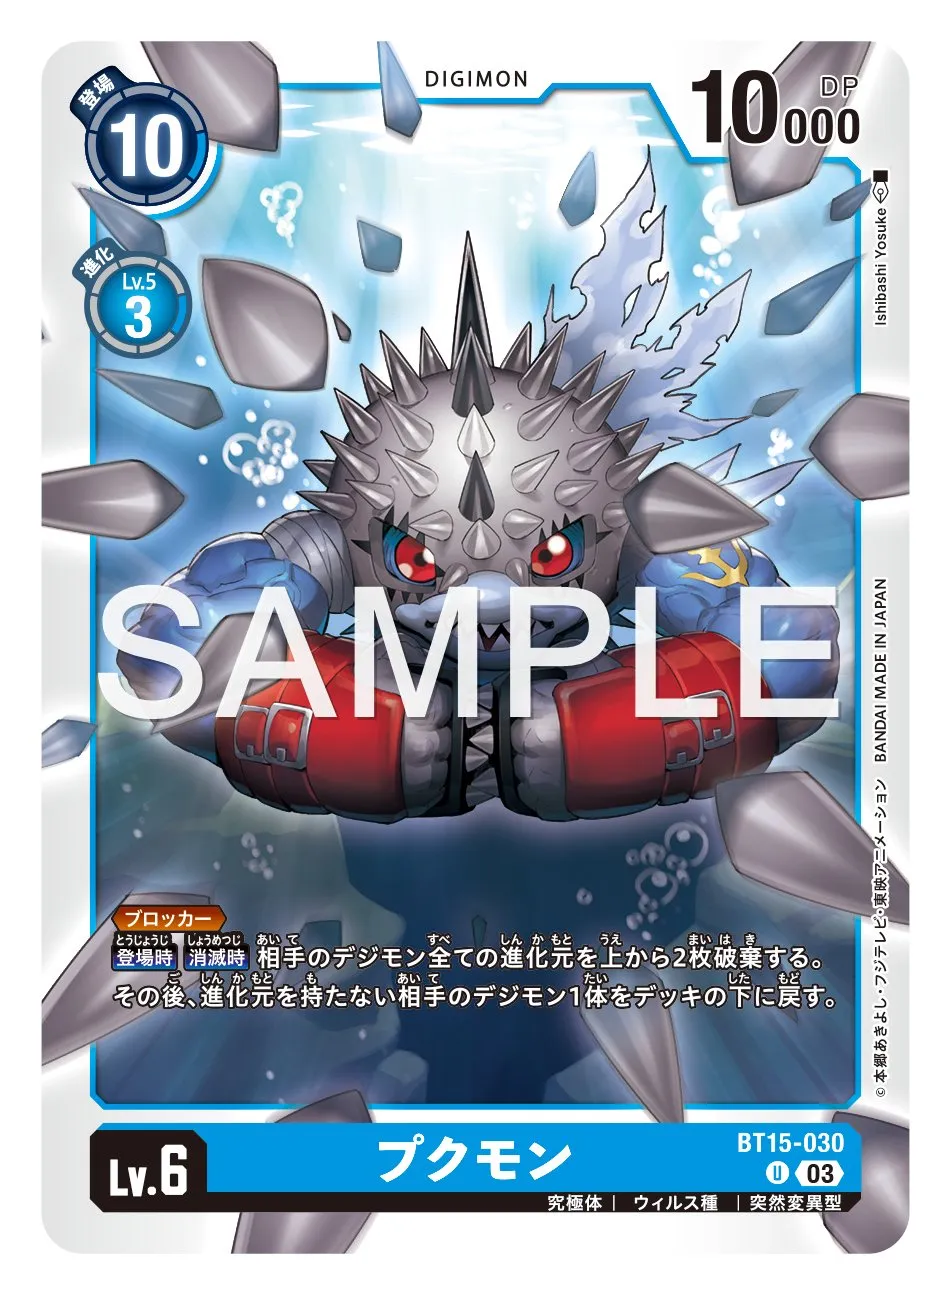 DIGIMON
登場
10
DP
10000
進化
Lv.5
3
Ishibashi Yosuke
SAMPLE
BANDAI MADE IN JAPAN
©本郷あきよし・フジテレビ・東映アニメーション
ブロッカー
登場時 消滅時 相手のデジモン全ての進化元を上から2枚破棄する。
その後、進化元を持たない相手のデジモン1体をデッキの下に戻す。
Lv.6
プクモン
BT15-030
U 03
究極体 | ウィルス種 | 突然変異型